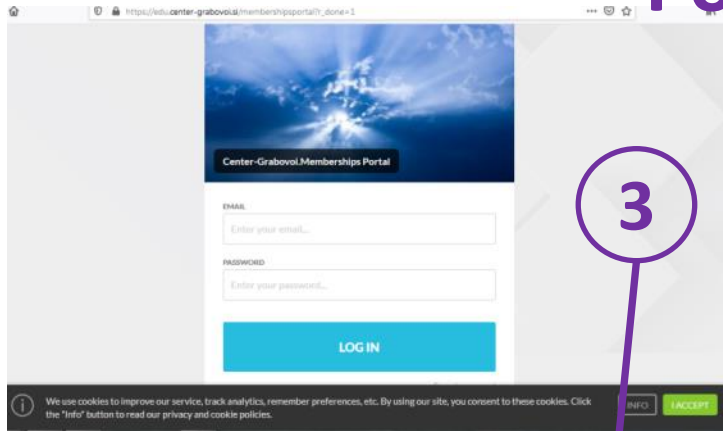 https://edu.center-grabovoi.si/membershipsportal?r_done=1
Center-Grabovoi.Memberships Portal
EMAIL
Enter your email...
PASSWORD
Enter your password...
3
LOG IN
We use cookies to improve our service, track analytics, remember preferences, etc. By using our site, you consent to these cookies. Click
the "Info" button to read our privacy and cookie policies.
INFO
I ACCEPT